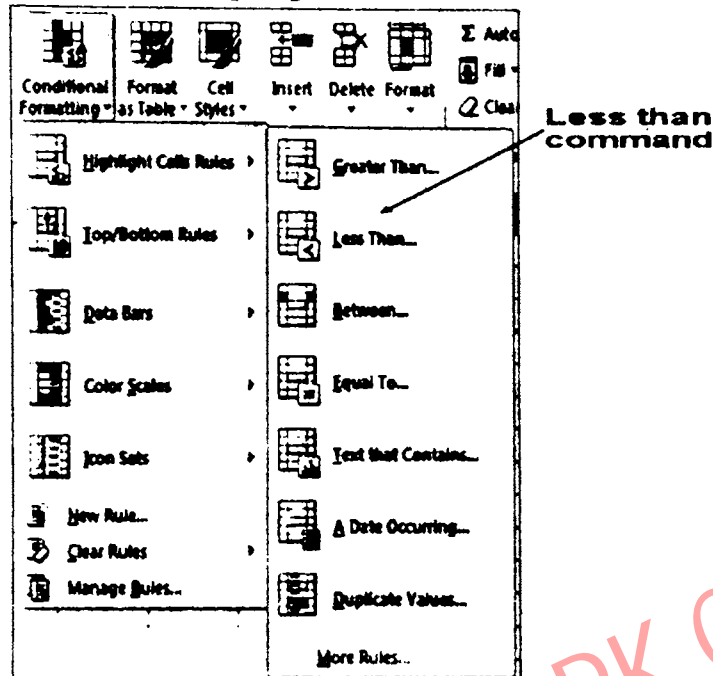 Σ Auto
Fill
Clea
Conditional Formatting
Format as Table
Cell Styles
Insert
Delete
Format
Less than
command
Highlight Cells Rules
Top/Bottom Rules
Data Bars
Color Scales
Icon Sets
New Rule...
Clear Rules
Manage Rules...
Greater Than...
Less Than...
Between...
Equal To...
Text that Contains...
A Date Occurring...
Duplicate Values...
More Rules...
PK